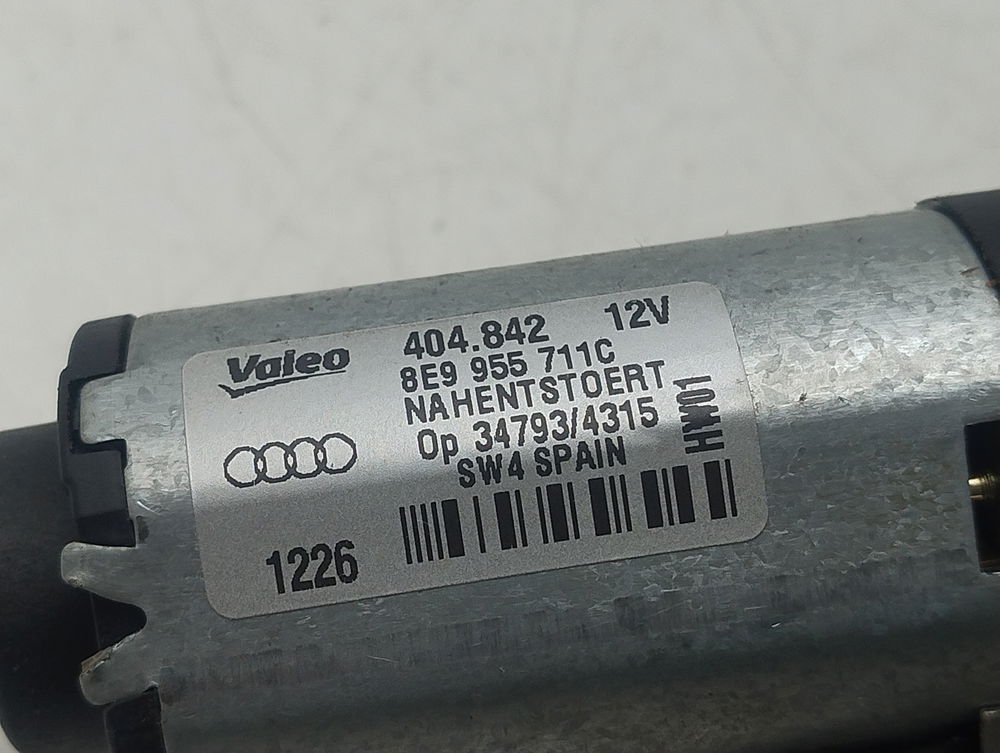 Valeo
404.842 12V
8E9 955 711C
NAHENTSTOERT
Op 34793/4315
SW4 SPAIN
HW01
1226